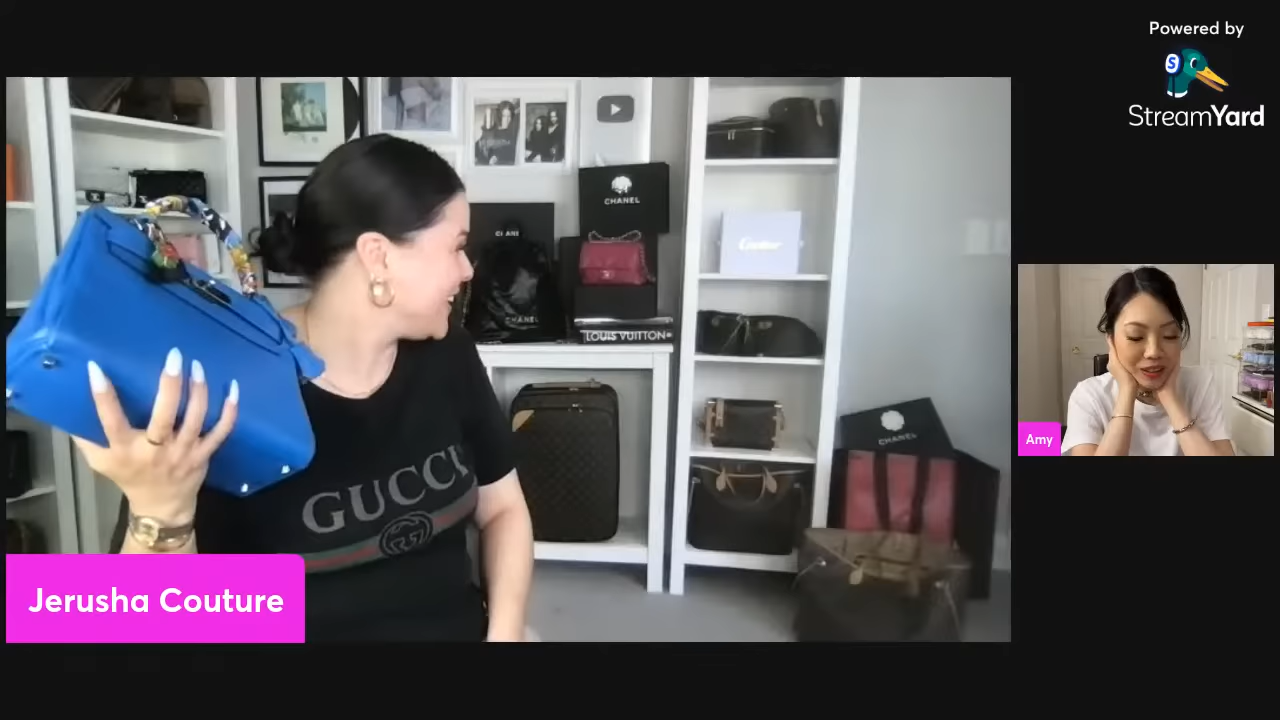 Powered by
StreamYard
CHANEL
CHANEL
Cartier
LOUIS VUITTON
CHANEL
GUCCI
Amy
Jerusha Couture